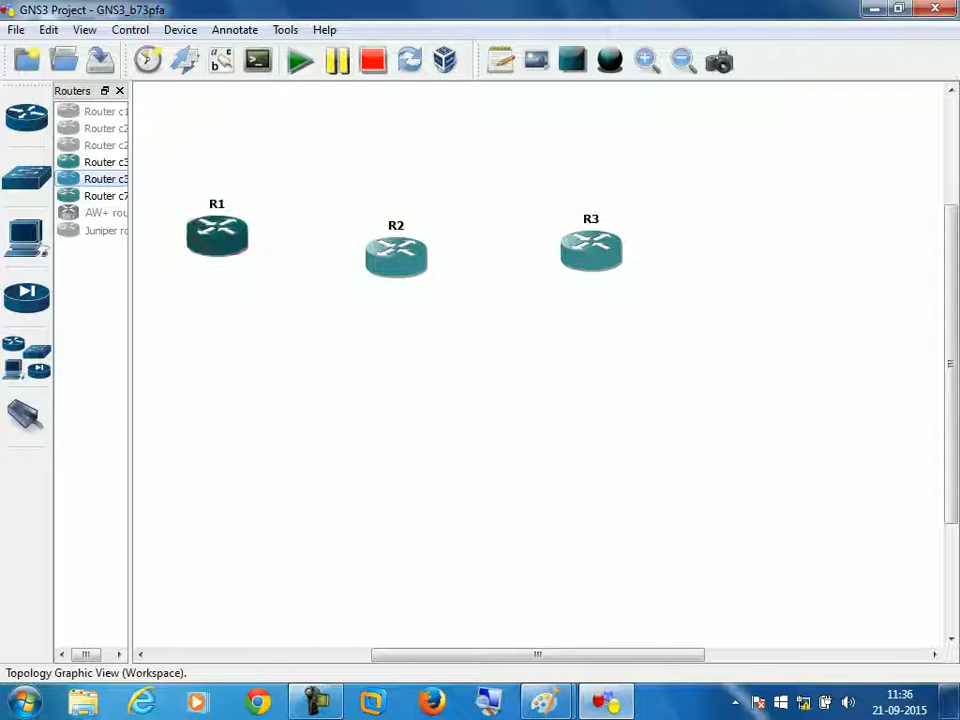 GNS3 Project - GNS3_b73pfa
File Edit View Control Device Annotate Tools Help
Routers
Router c1
Router c2
Router c2
Router c3
Router c3
Router c7
AW+ rou
Juniper ro
R1
R2
R3
Topology Graphic View (Workspace).
11:36
21-09-2015